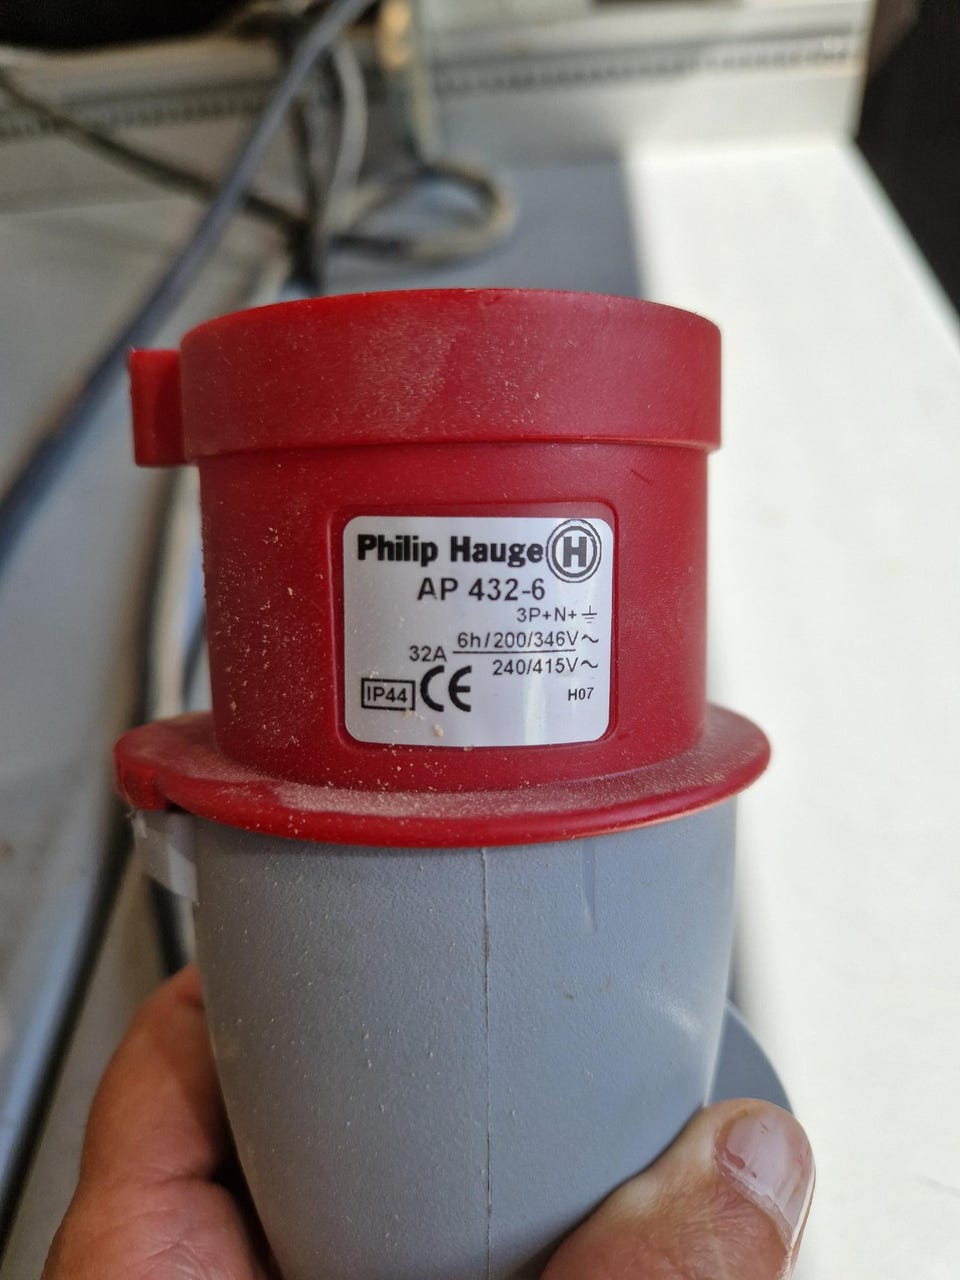 Philip Hauge H
AP 432-6
3P+N+⏚
32A 6h/200/346V~
240/415V~
IP44 CE H07